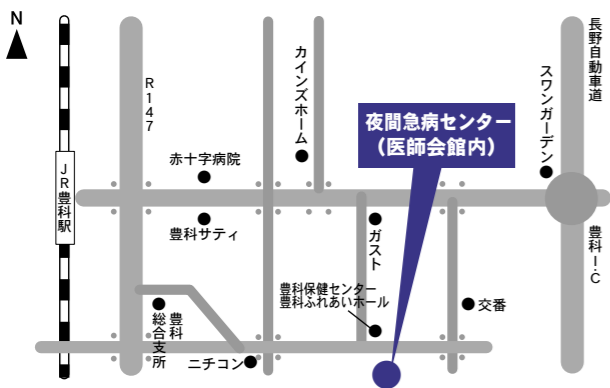 N
JR豊科駅
R147
赤十字病院
豊科サティ
カインズホーム
夜間急病センター
（医師会館内）
スワンガーデン
長野自動車道
豊科I・C
ガスト
豊科保健センター
豊科ふれあいホール
交番
豊科
総合支所
ニチコン